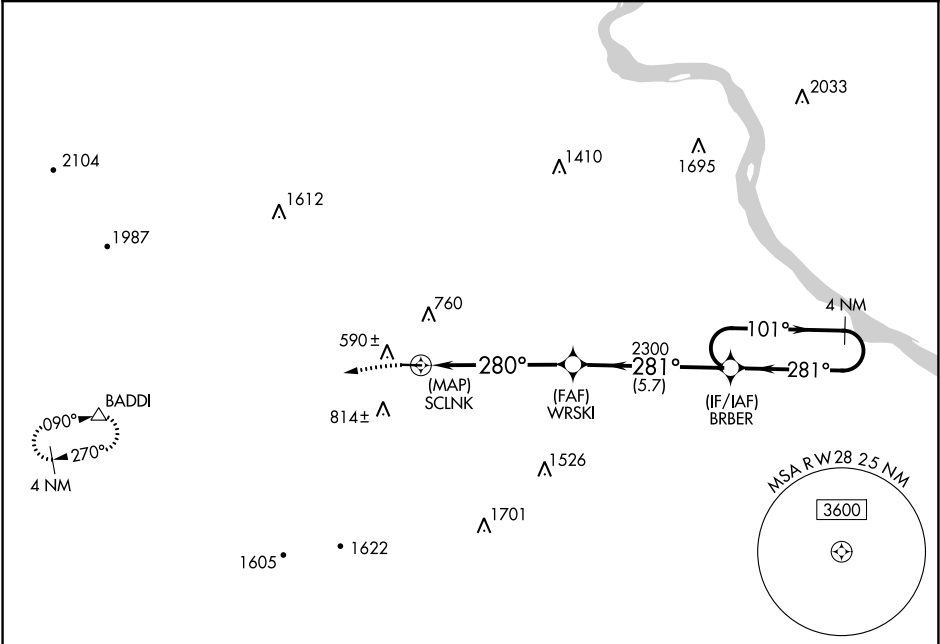 2033
1410
1695
2104
1612
1987
760
4 NM
590 ±
101°
2300
280°
281°
281°
(5.7)
(MAP)
SCLNK
(FAF)
WRSKI
(IF/IAF)
BRBER
814 ±
BADDI
090°
270°
4 NM
1526
MSA RW28 25 NM
3600
1701
1622
1605